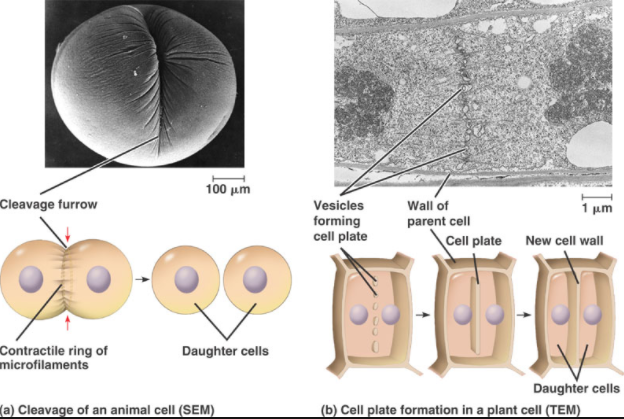 100 μm
Cleavage furrow
Contractile ring of
microfilaments
Daughter cells
(a) Cleavage of an animal cell (SEM)
Vesicles
forming
cell plate
Wall of
parent cell
1 μm
Cell plate
New cell wall
Daughter cells
(b) Cell plate formation in a plant cell (TEM)